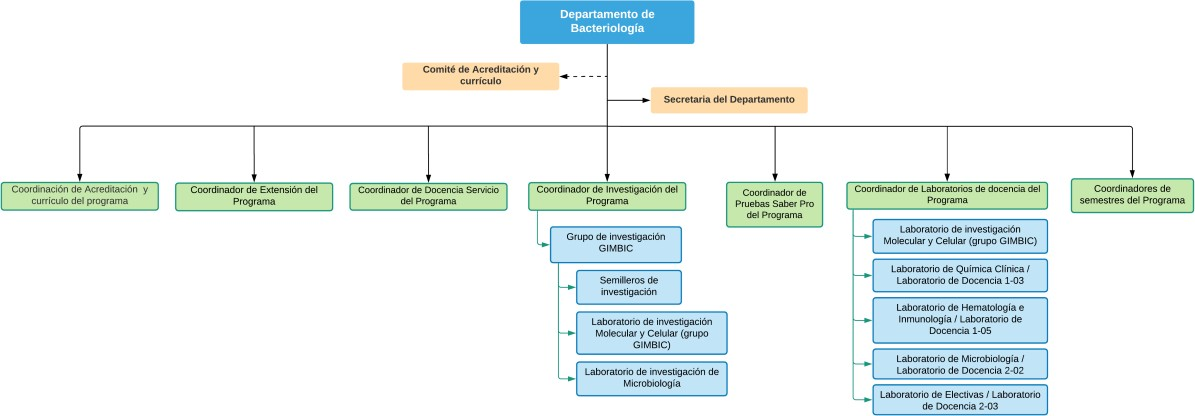 Departamento de
Bacteriología
Comité de Acreditación y
currículo
Secretaria del Departamento
Coordinación de Acreditación y
currículo del programa
Coordinador de Extensión del
Programa
Coordinador de Docencia Servicio
del Programa
Coordinador de Investigación del
Programa
Coordinador de
Pruebas Saber Pro
del Programa
Coordinador de Laboratorios de docencia del
Programa
Coordinadores de
semestres del Programa
Grupo de investigación
GIMBIC
Semilleros de
investigación
Laboratorio de investigación
Molecular y Celular (grupo
GIMBIC)
Laboratorio de investigación de
Microbiología
Laboratorio de investigación
Molecular y Celular (grupo GIMBIC)
Laboratorio de Química Clínica /
Laboratorio de Docencia 1-03
Laboratorio de Hematología e
Inmunología / Laboratorio de
Docencia 1-05
Laboratorio de Microbiología /
Laboratorio de Docencia 2-02
Laboratorio de Electivas / Laboratorio
de Docencia 2-03